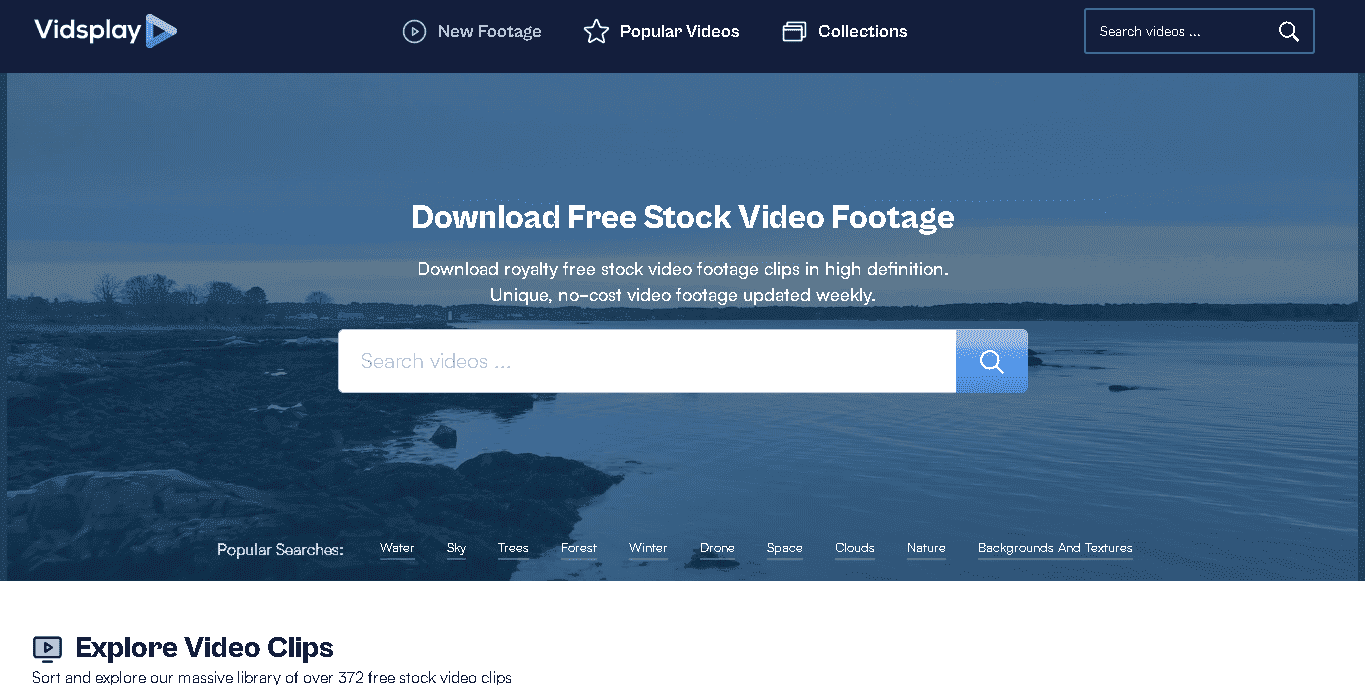 Vidsplay
New Footage
Popular Videos
Collections
Search videos ...
Download Free Stock Video Footage
Download royalty free stock video footage clips in high definition.
Unique, no-cost video footage updated weekly.
Search videos ...
Popular Searches: Water Sky Trees Forest Winter Drone Space Clouds Nature Backgrounds And Textures
Explore Video Clips
Sort and explore our massive library of over 372 free stock video clips